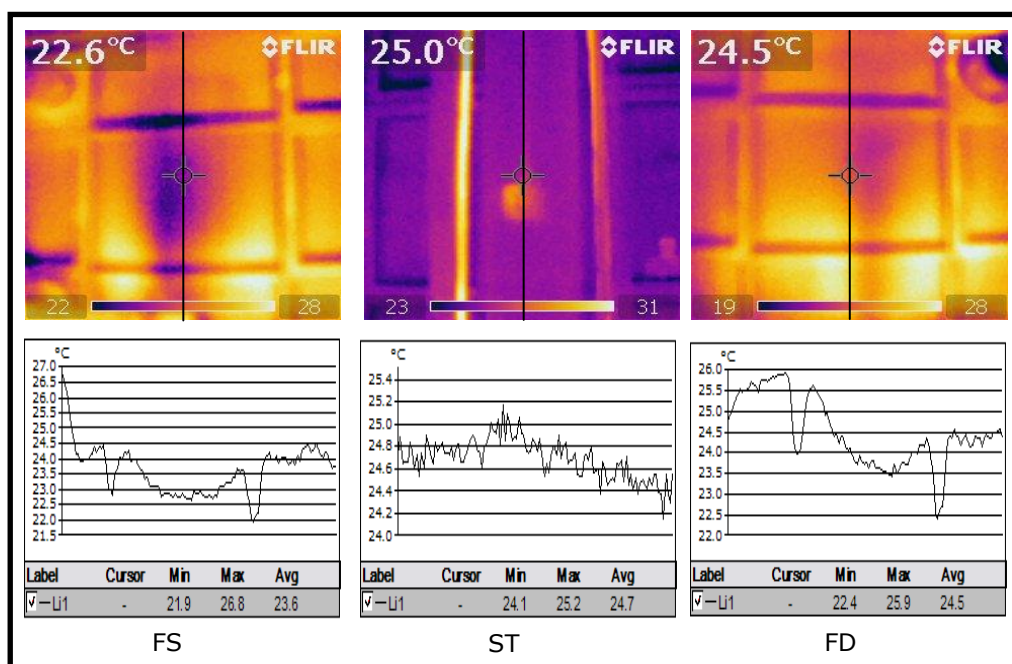 22.6°C FLIR
22 28
25.0°C FLIR
23 31
24.5°C FLIR
19 28
°C
27.0
26.5
26.0
25.5
25.0
24.5
24.0
23.5
23.0
22.5
22.0
21.5
Label Cursor Min Max Avg
Li1 - 21.9 26.8 23.6
FS
°C
25.4
25.2
25.0
24.8
24.6
24.4
24.2
24.0
Label Cursor Min Max Avg
Li1 - 24.1 25.2 24.7
ST
°C
26.0
25.5
25.0
24.5
24.0
23.5
23.0
22.5
22.0
Label Cursor Min Max Avg
Li1 - 22.4 25.9 24.5
FD